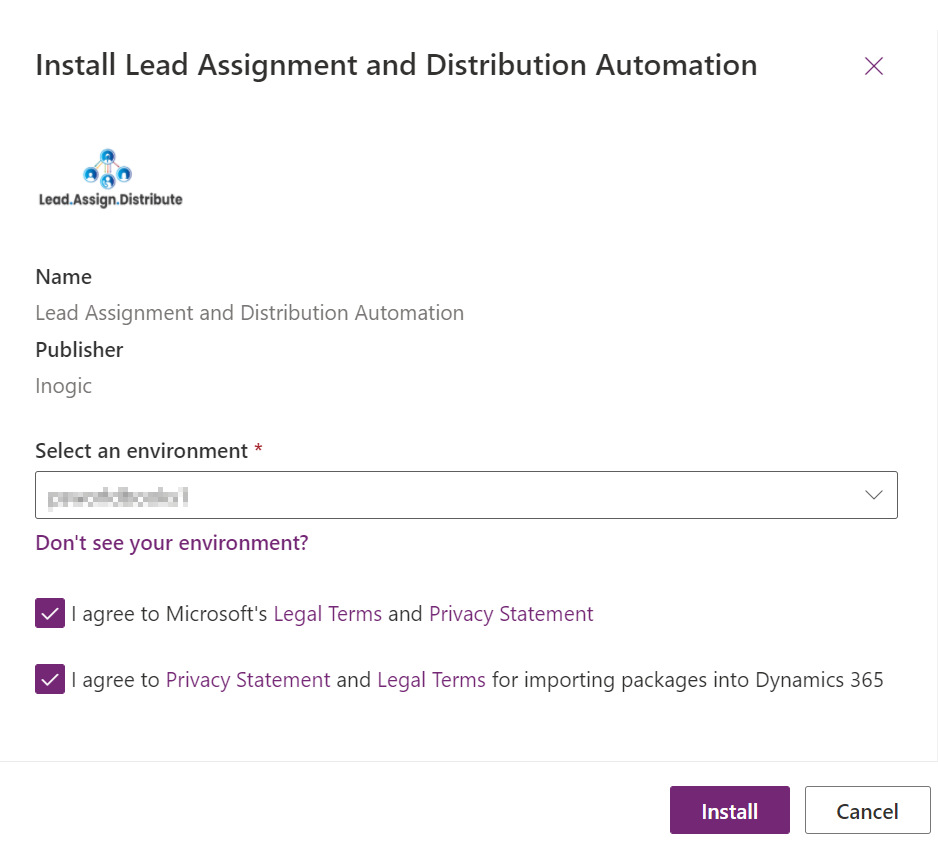 Install Lead Assignment and Distribution Automation
Lead.Assign.Distribute
Name
Lead Assignment and Distribution Automation
Publisher
Inogic
Select an environment *
Don't see your environment?
I agree to Microsoft's Legal Terms and Privacy Statement
I agree to Privacy Statement and Legal Terms for importing packages into Dynamics 365
Install
Cancel